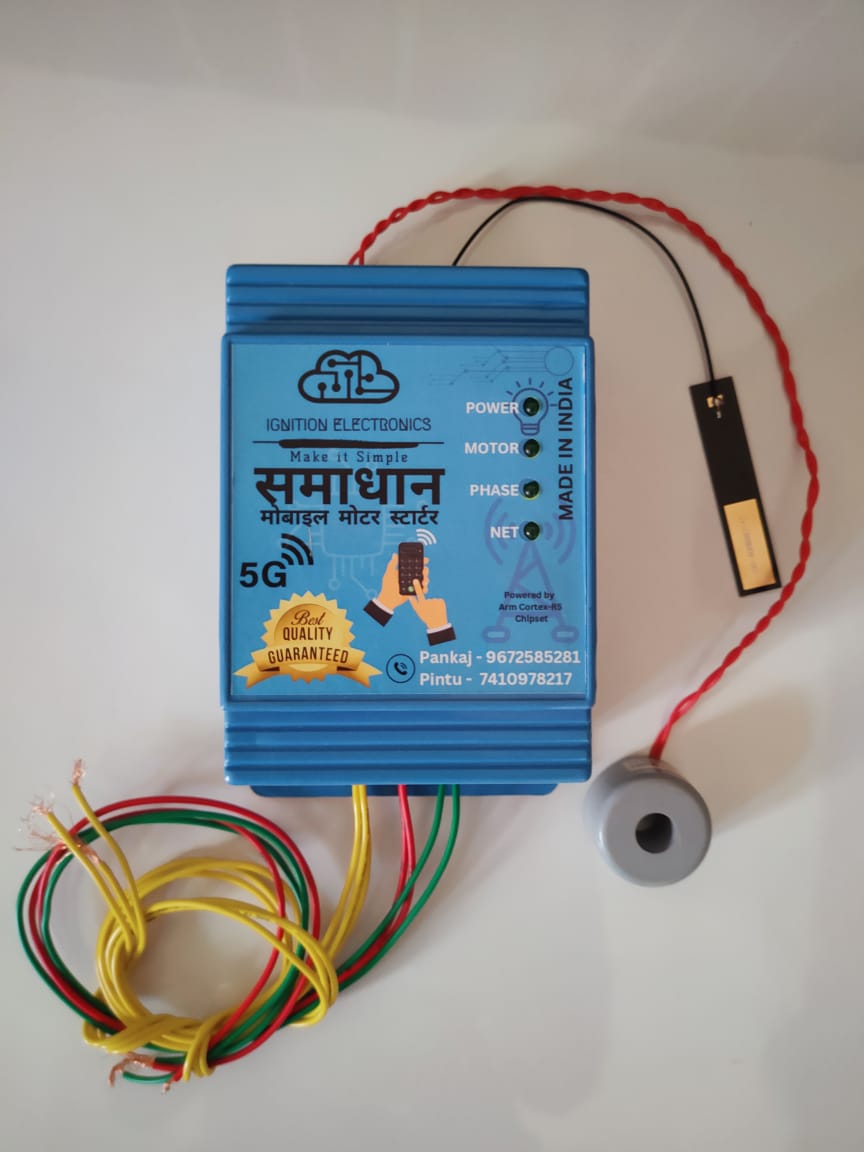 IGNITION ELECTRONICS
Make it Simple
समाधान
मोबाइल मोटर स्टार्टर
5G
Best
QUALITY
GUARANTEED
POWER
MOTOR
PHASE
NET
MADE IN INDIA
Powered by
Arm Cortex-R5
Chipset
Pankaj - 9672585281
Pintu - 7410978217